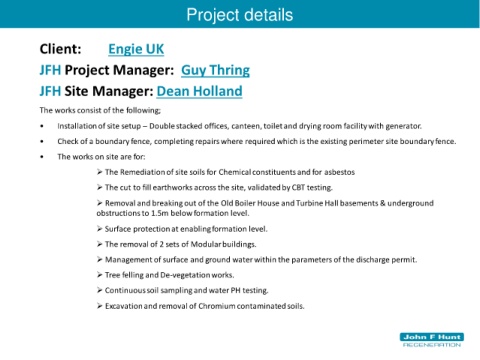 Project details
Client: Engie UK
JFH Project Manager: Guy Thring
JFH Site Manager: Dean Holland
The works consist of the following;
• Installation of site setup – Double stacked offices, canteen, toilet and drying room facility with generator.
• Check of a boundary fence, completing repairs where required which is the existing perimeter site boundary fence.
• The works on site are for:
➢ The Remediation of site soils for Chemical constituents and for asbestos
➢ The cut to fill earthworks across the site, validated by CBT testing.
➢ Removal and breaking out of the Old Boiler House and Turbine Hall basements & underground
obstructions to 1.5m below formation level.
➢ Surface protection at enabling formation level.
➢ The removal of 2 sets of Modular buildings.
➢ Management of surface and ground water within the parameters of the discharge permit.
➢ Tree felling and De-vegetation works.
➢ Continuous soil sampling and water PH testing.
➢ Excavation and removal of Chromium contaminated soils.
John F Hunt
REGENERATION